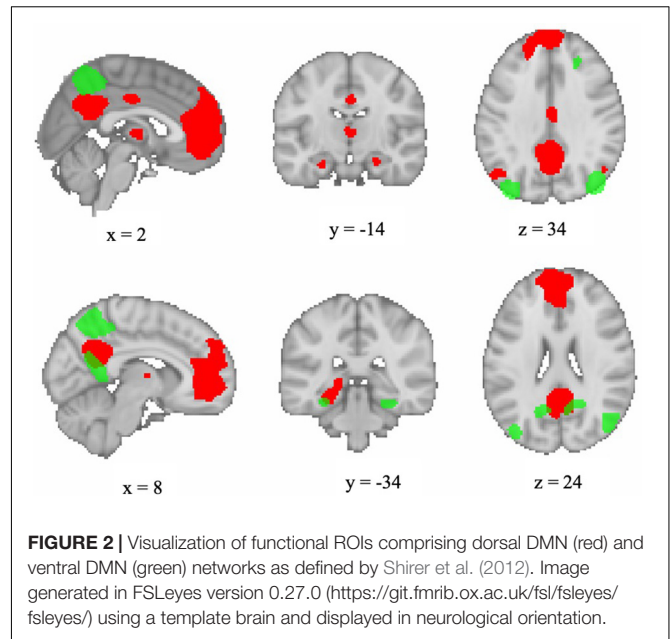 x = 2
y = -14
z = 34
x = 8
y = -34
z = 24
FIGURE 2 | Visualization of functional ROIs comprising dorsal DMN (red) and
ventral DMN (green) networks as defined by Shirer et al. (2012). Image
generated in FSLeyes version 0.27.0 (https://git.fmrib.ox.ac.uk/fsl/fsleyes/
fsleyes/) using a template brain and displayed in neurological orientation.